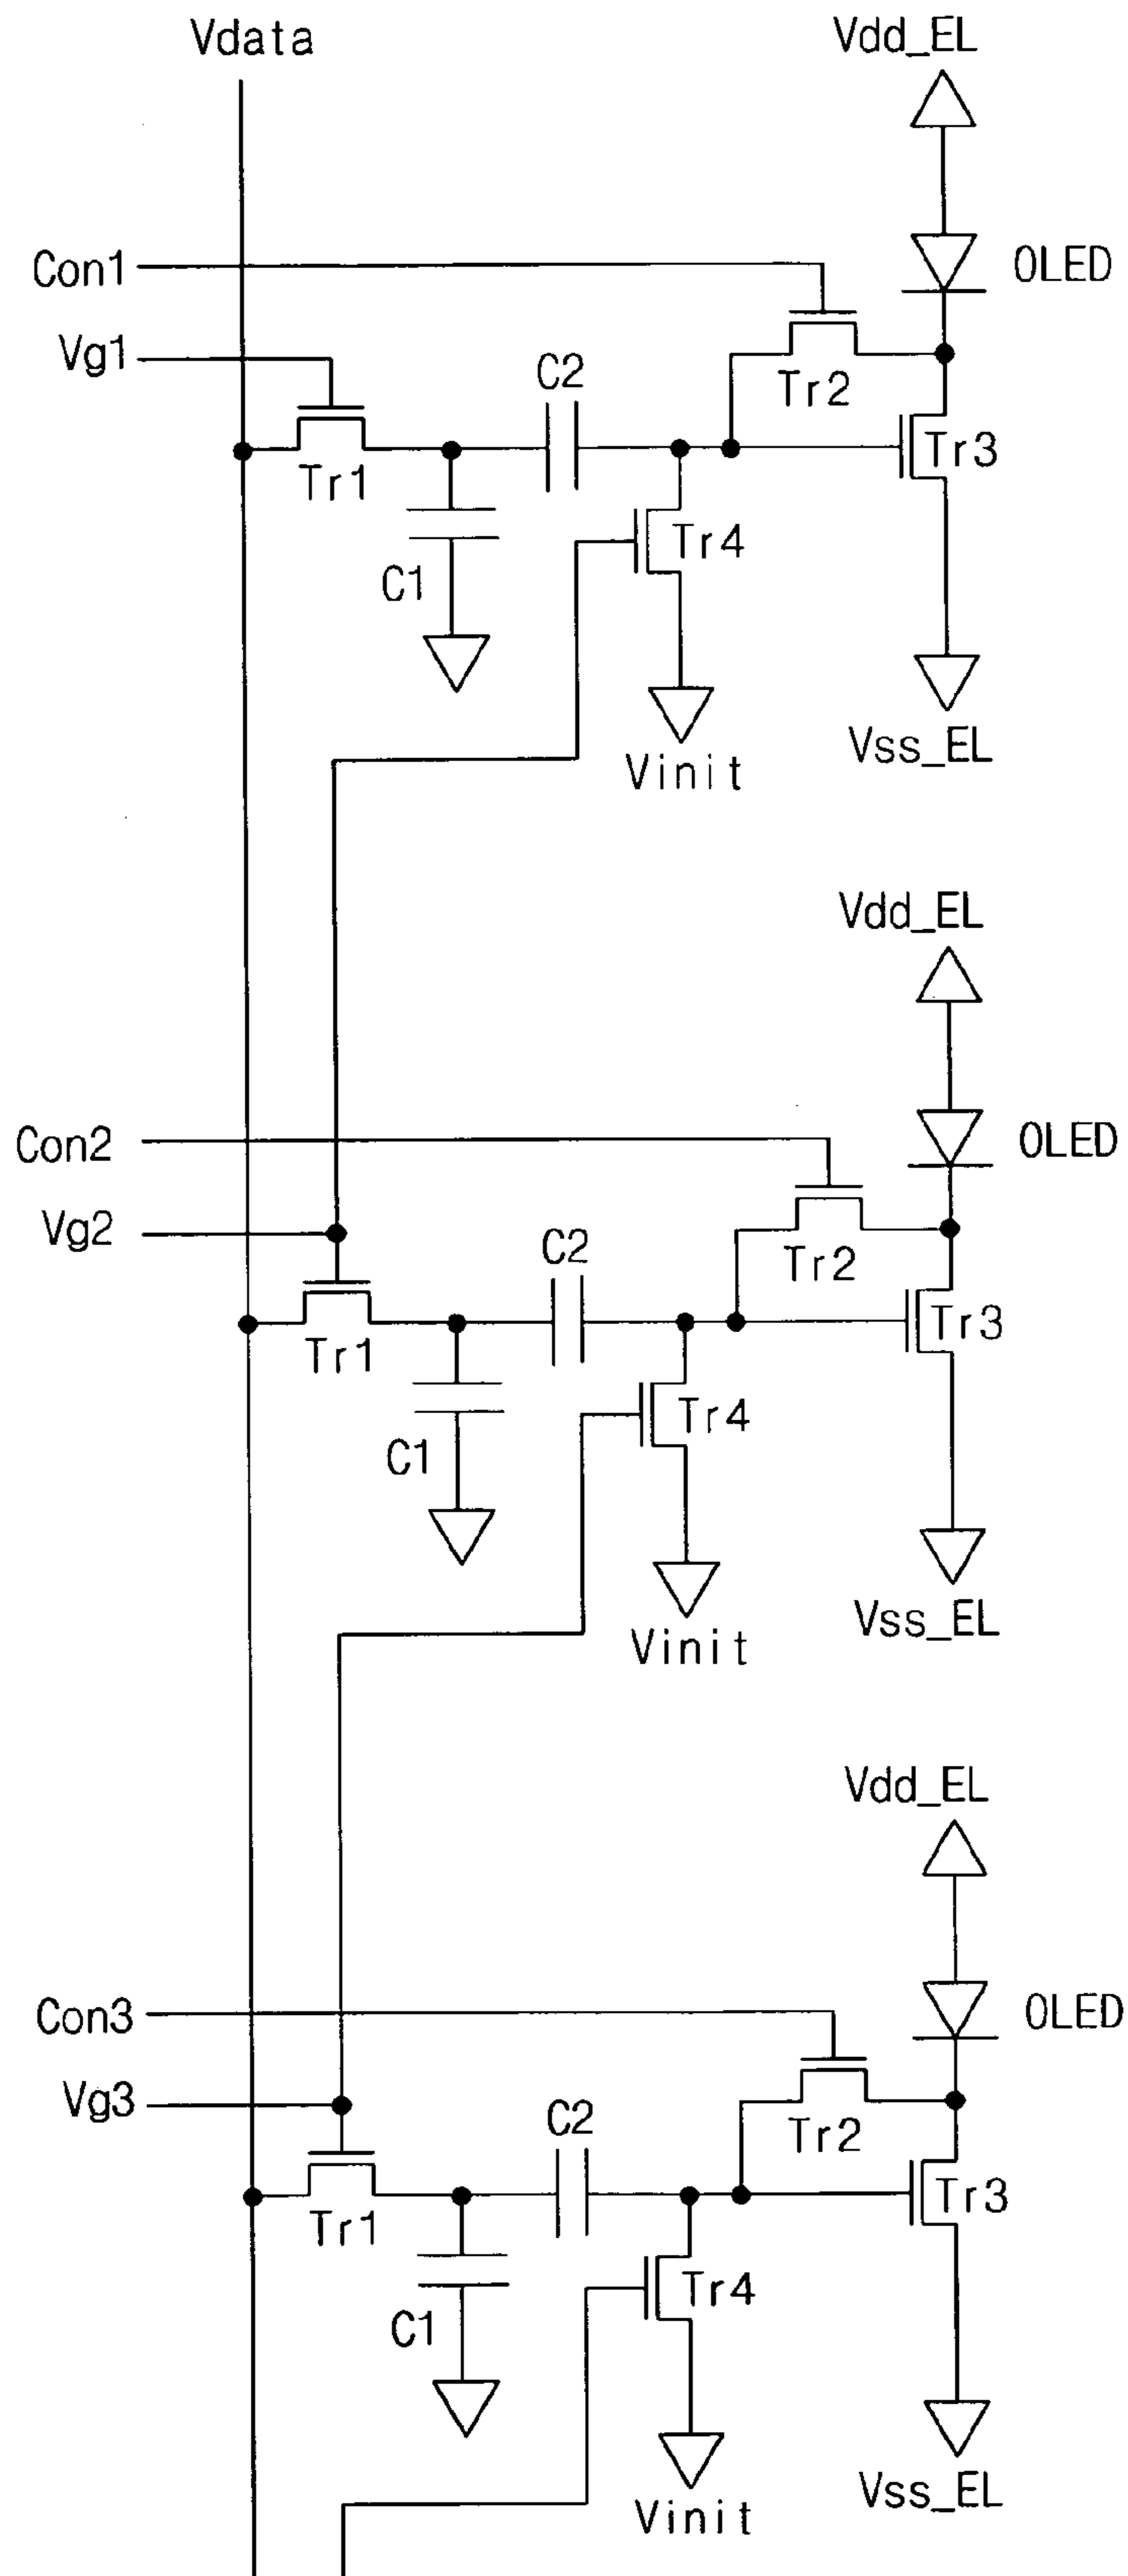 Vdata
Vdd_EL
Con1
OLED
Vg1
C2
Tr2
Tr3
Tr1
Tr4
C1
Vss_EL
Vinit
Vdd_EL
Con2
OLED
Vg2
C2
Tr2
Tr3
Tr1
Tr4
C1
Vss_EL
Vinit
Vdd_EL
Con3
OLED
Vg3
C2
Tr2
Tr3
Tr1
Tr4
C1
Vss_EL
Vinit